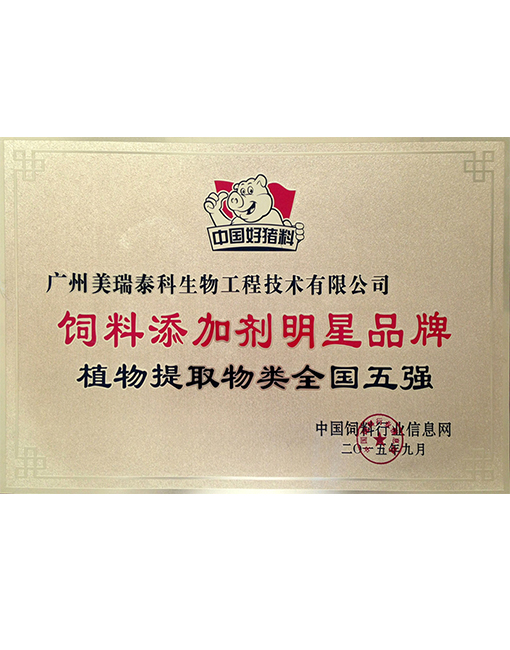 中国好猪料
广州美瑞泰科生物工程技术有限公司
饲料添加剂明星品牌
植物提取物类全国五强
中国饲料行业信息网
二〇一五年九月